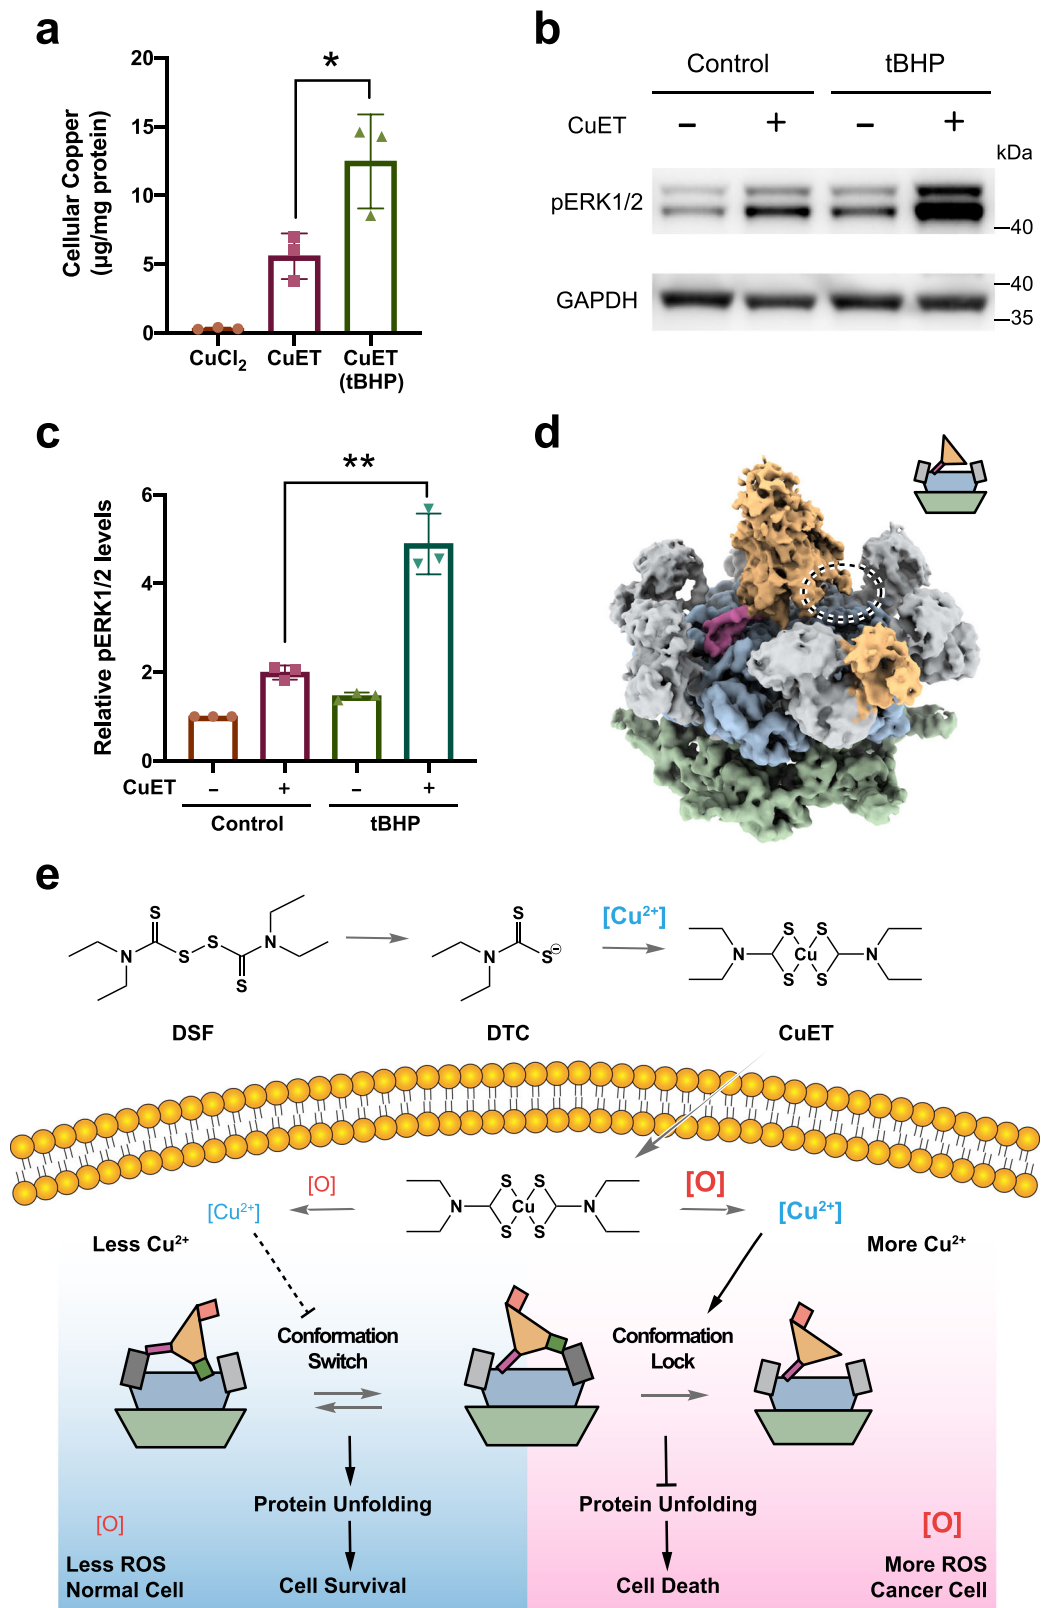 a
20
15
10
5
0
Cellular Copper
(µg/mg protein)
*
CuCl2
CuET
CuET
(tBHP)
b
Control
tBHP
CuET
−
+
−
+
kDa
pERK1/2
40
GAPDH
40
35
c
6
4
2
0
Relative pERK1/2 levels
**
CuET
−
+
−
+
Control
tBHP
d
e
S
N
S
S
S
N
S
N
S⊖
[Cu²⁺]
N
S
S
Cu
S
S
N
DSF
DTC
CuET
[O]
[Cu²⁺]
N
S
S
Cu
S
S
N
[O]
[Cu²⁺]
Less Cu²⁺
More Cu²⁺
Conformation
Switch
Conformation
Lock
Protein Unfolding
Protein Unfolding
[O]
[O]
Less ROS
Normal Cell
Cell Survival
Cell Death
More ROS
Cancer Cell